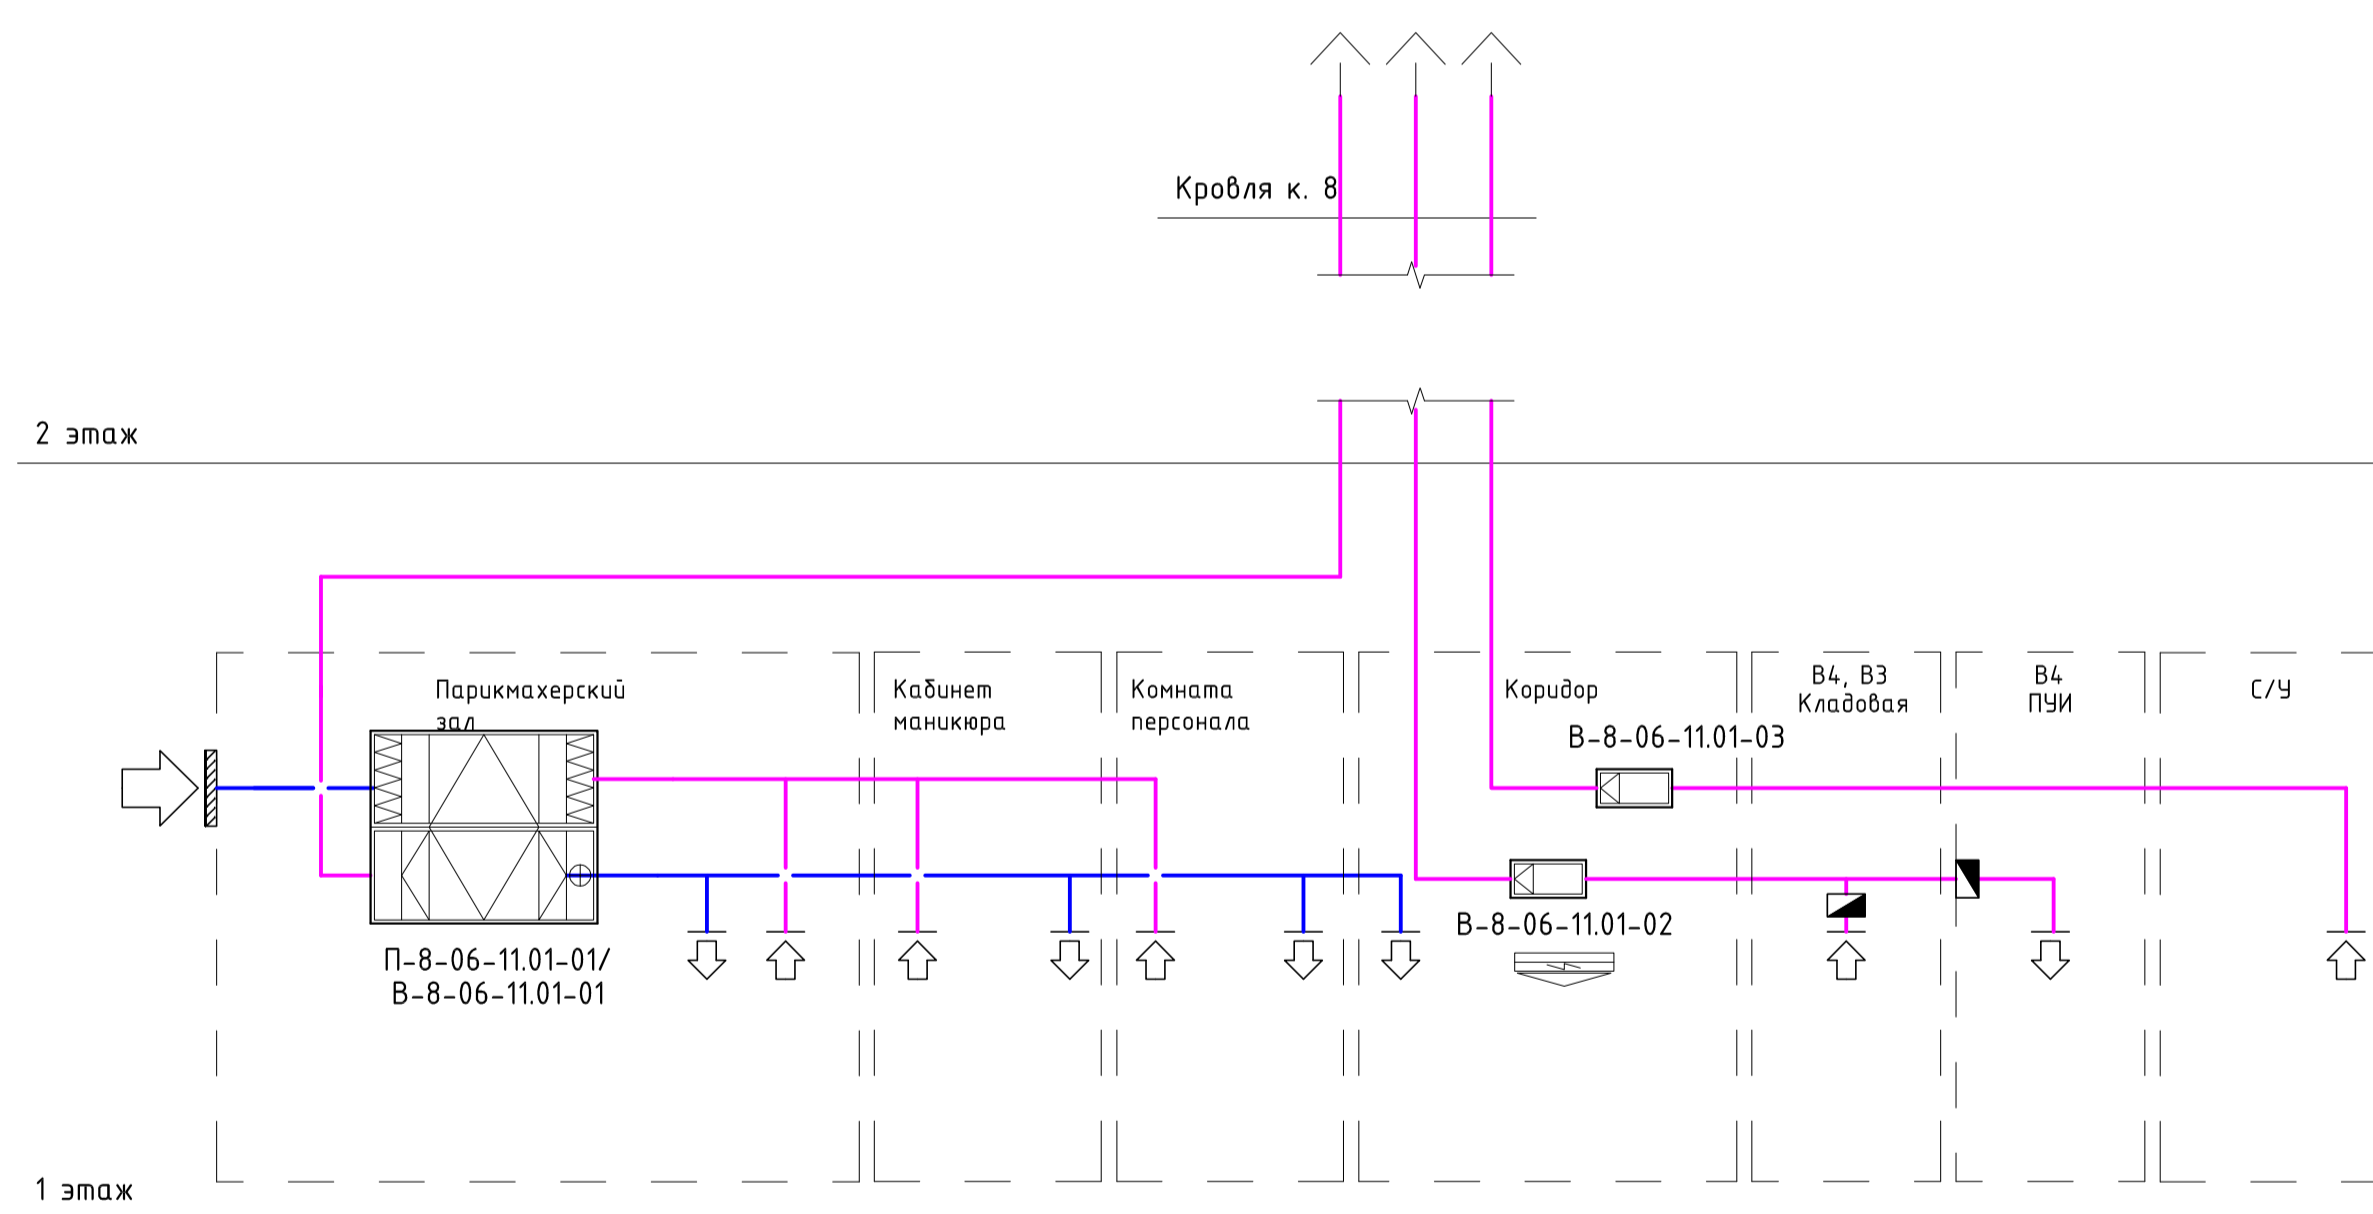 Кровля к. 8
2 этаж
Парикмахерский
зал
Кабинет
маникюра
Комната
персонала
Коридор
В-8-06-11.01-03
В4, В3
Кладовая
В4
ПУИ
С/У
В-8-06-11.01-02
П-8-06-11.01-01/
В-8-06-11.01-01
1 этаж